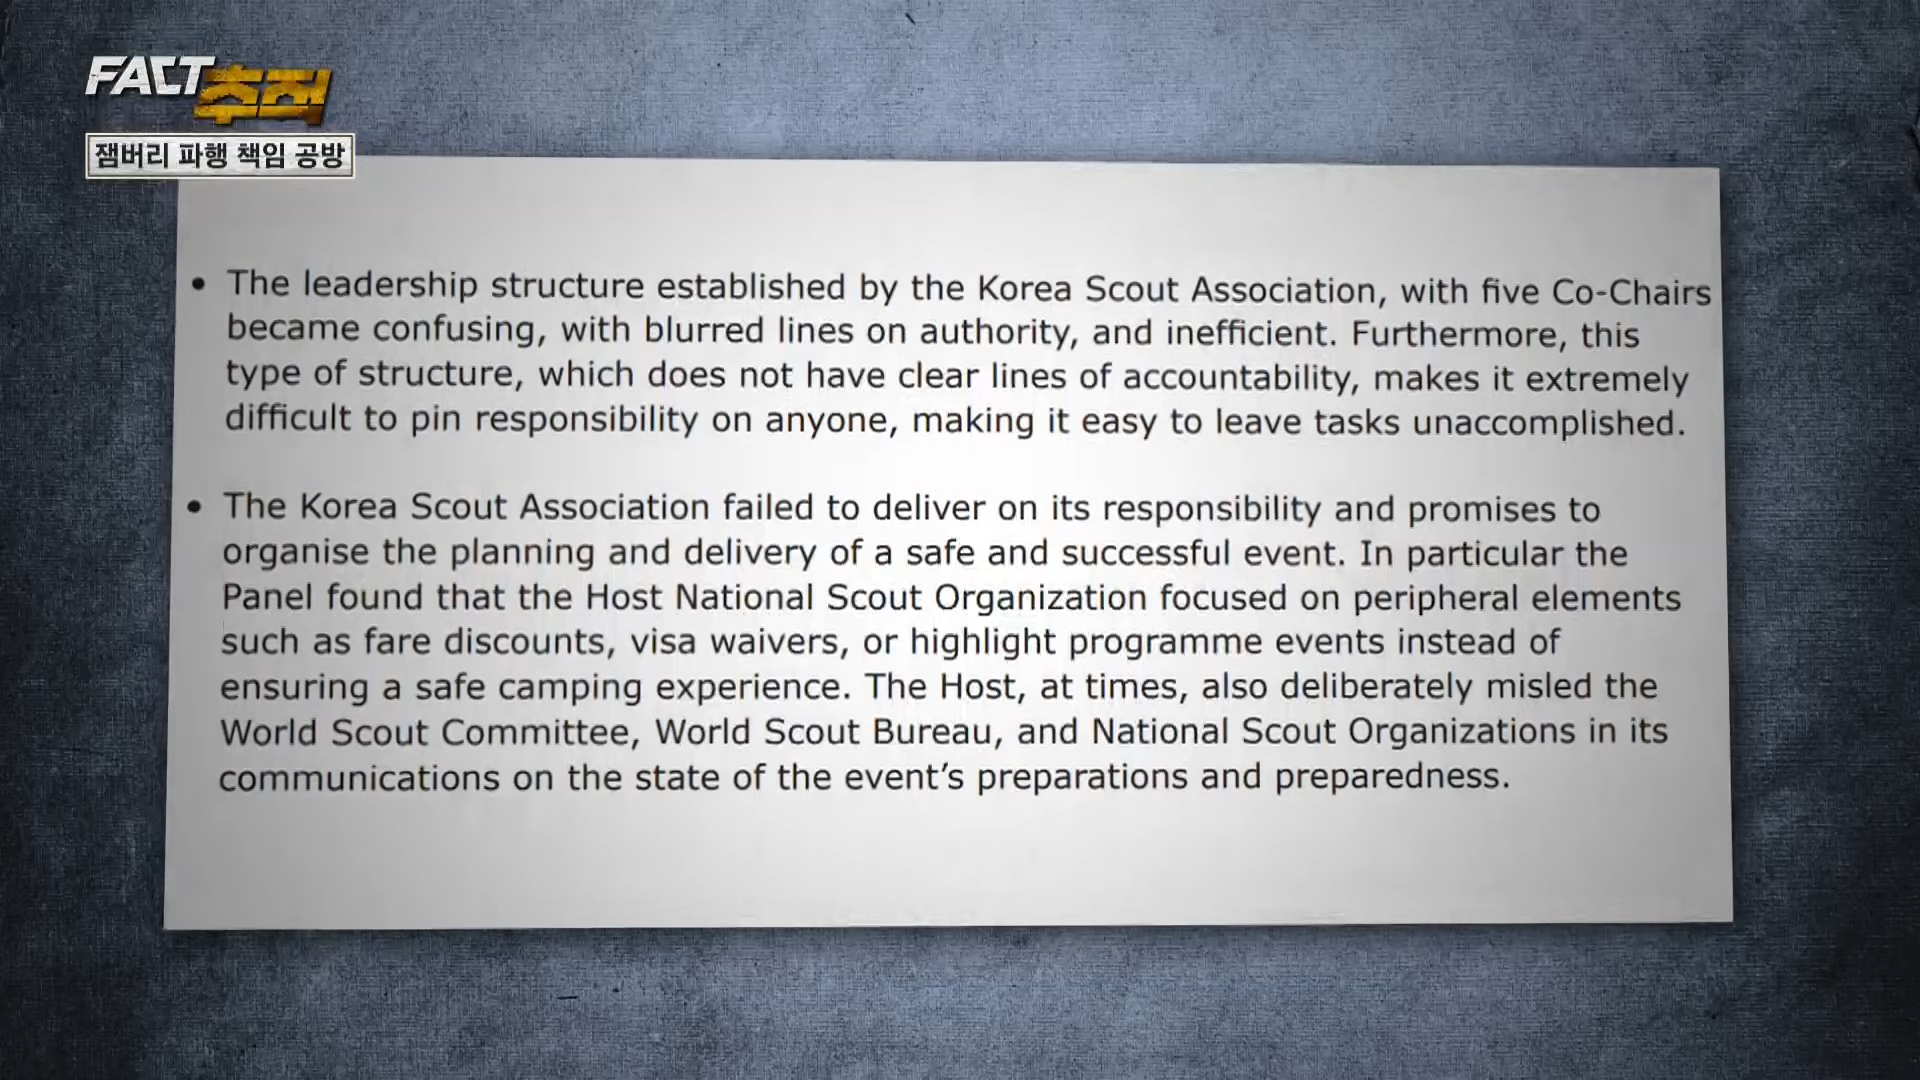 FACT추적
잼버리 파행 책임 공방
• The leadership structure established by the Korea Scout Association, with five Co-Chairs
became confusing, with blurred lines on authority, and inefficient. Furthermore, this
type of structure, which does not have clear lines of accountability, makes it extremely
difficult to pin responsibility on anyone, making it easy to leave tasks unaccomplished.
• The Korea Scout Association failed to deliver on its responsibility and promises to
organise the planning and delivery of a safe and successful event. In particular the
Panel found that the Host National Scout Organization focused on peripheral elements
such as fare discounts, visa waivers, or highlight programme events instead of
ensuring a safe camping experience. The Host, at times, also deliberately misled the
World Scout Committee, World Scout Bureau, and National Scout Organizations in its
communications on the state of the event’s preparations and preparedness.